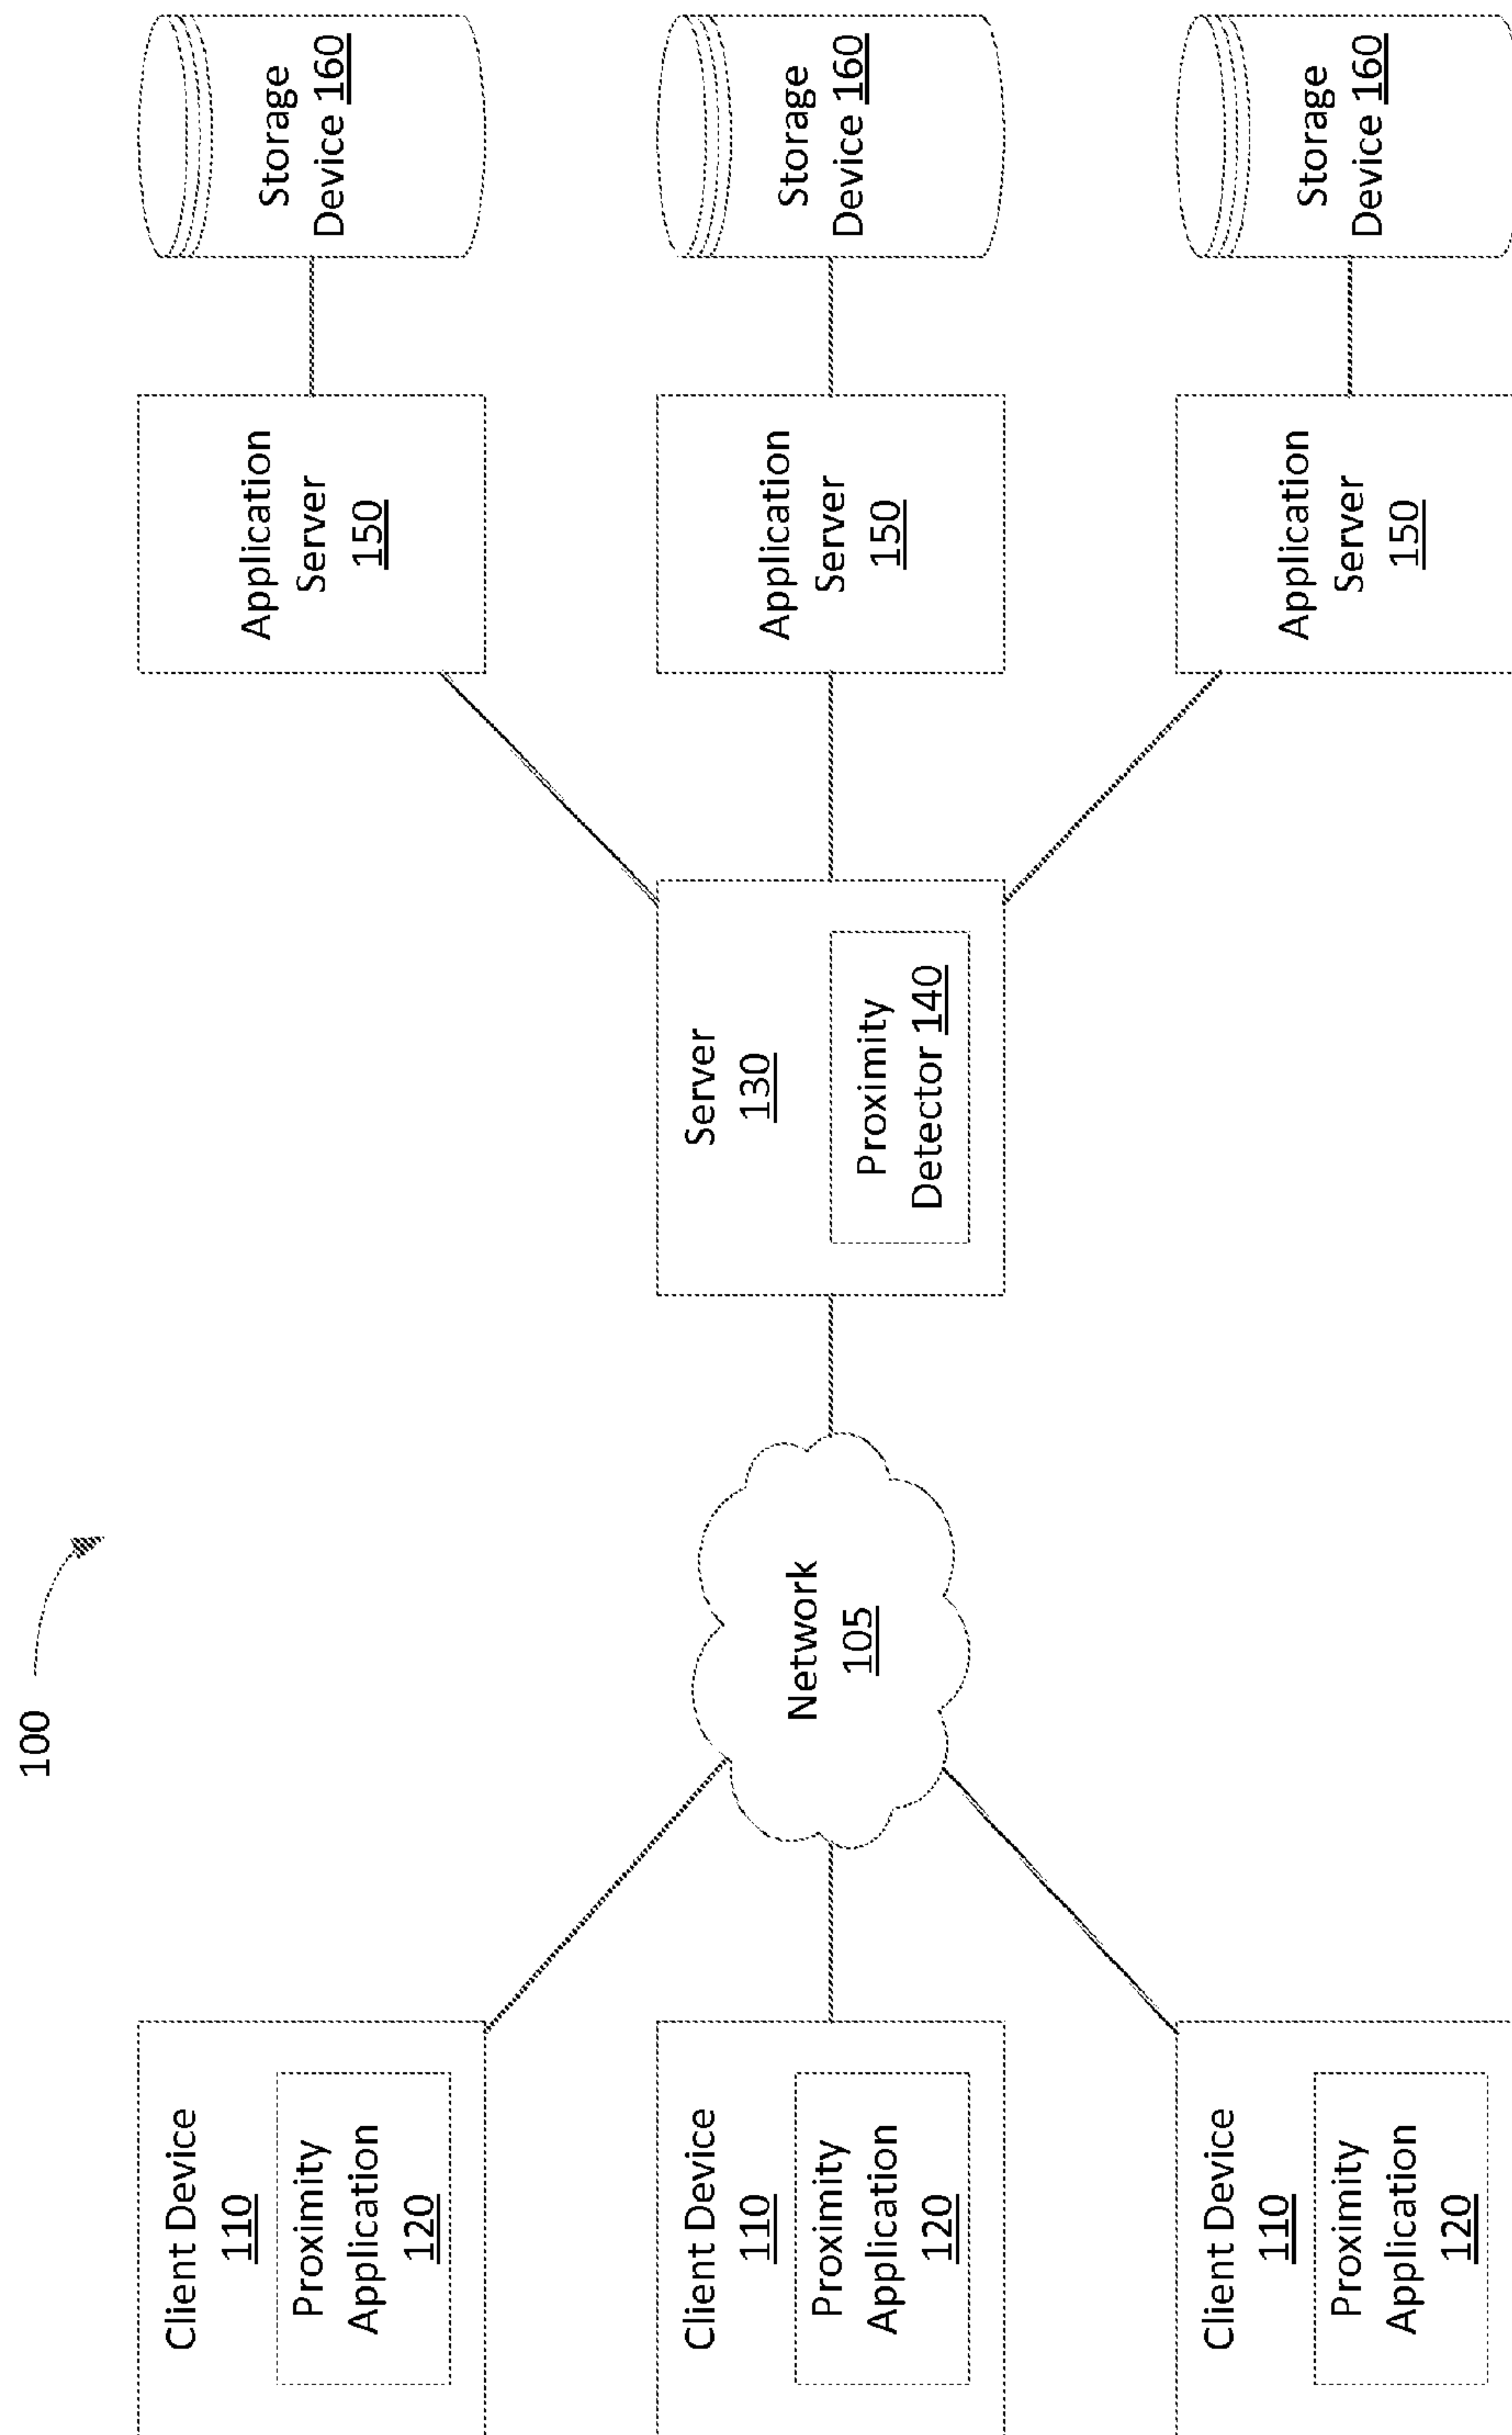 100
Client Device
110
Proximity
Application
120
Client Device
110
Proximity
Application
120
Client Device
110
Proximity
Application
120
Network
105
Server
130
Proximity
Detector 140
Application
Server
150
Application
Server
150
Application
Server
150
Storage
Device 160
Storage
Device 160
Storage
Device 160